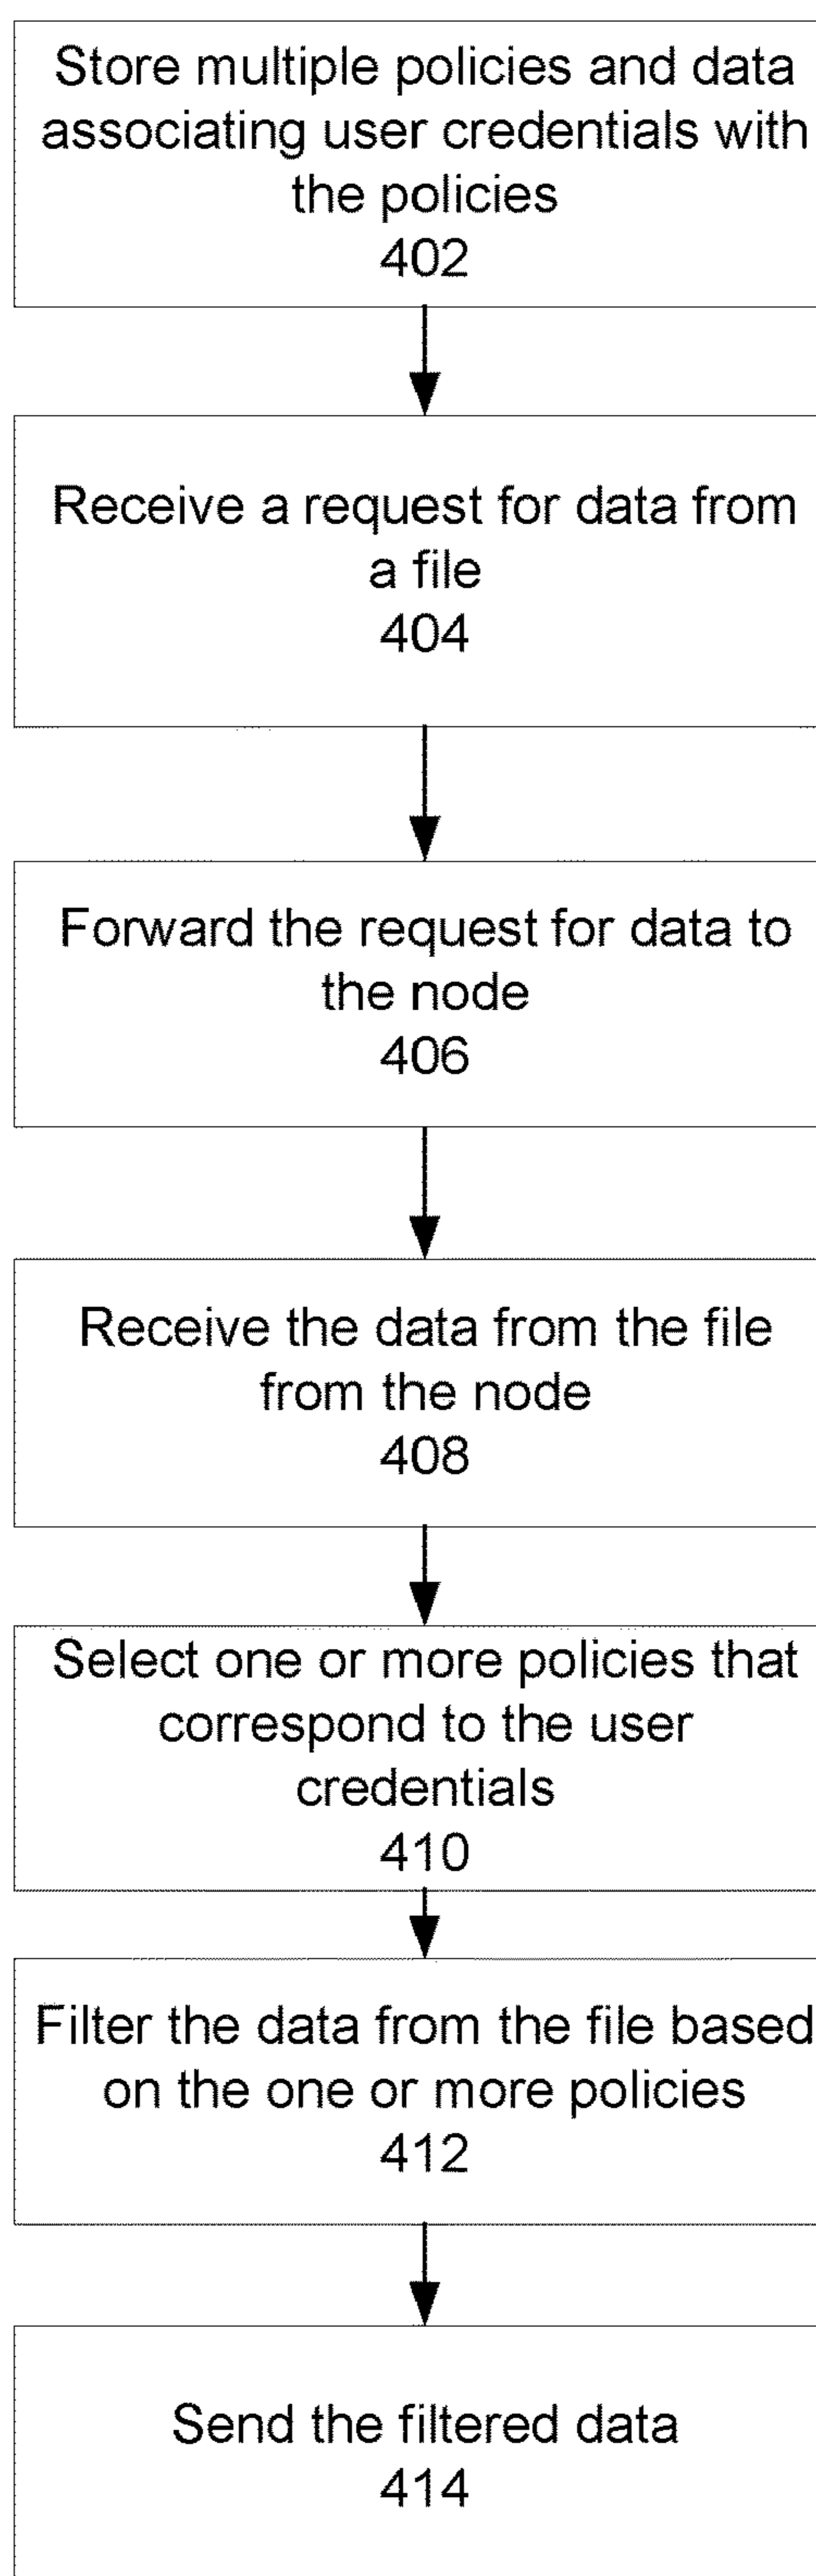 Store multiple policies and data
associating user credentials with
the policies
402
Receive a request for data from
a file
404
Forward the request for data to
the node
406
Receive the data from the file
from the node
408
Select one or more policies that
correspond to the user
credentials
410
Filter the data from the file based
on the one or more policies
412
Send the filtered data
414